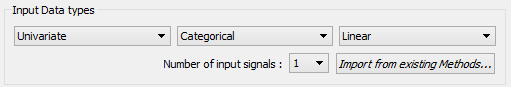 Input Data types
Univariate Categorical Linear
Number of input signals : 1 Import from existing Methods...